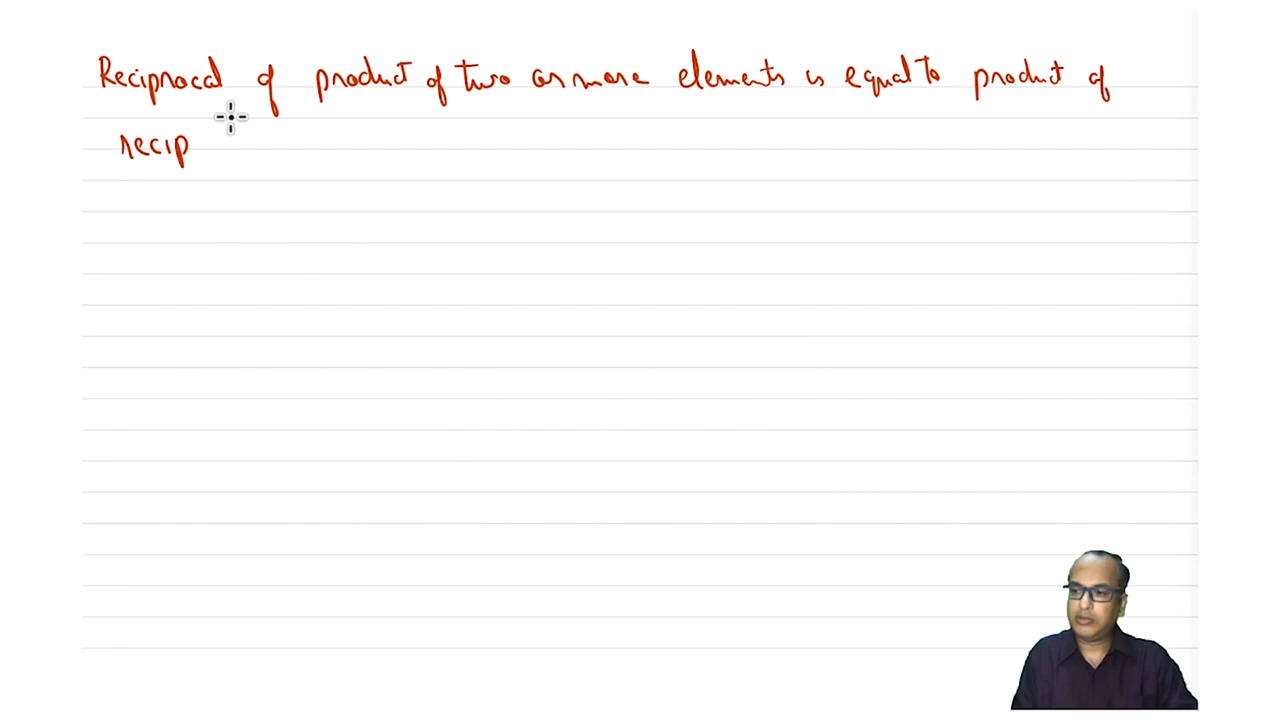 Reciprocal of product of two or more elements is equal to product of
recip